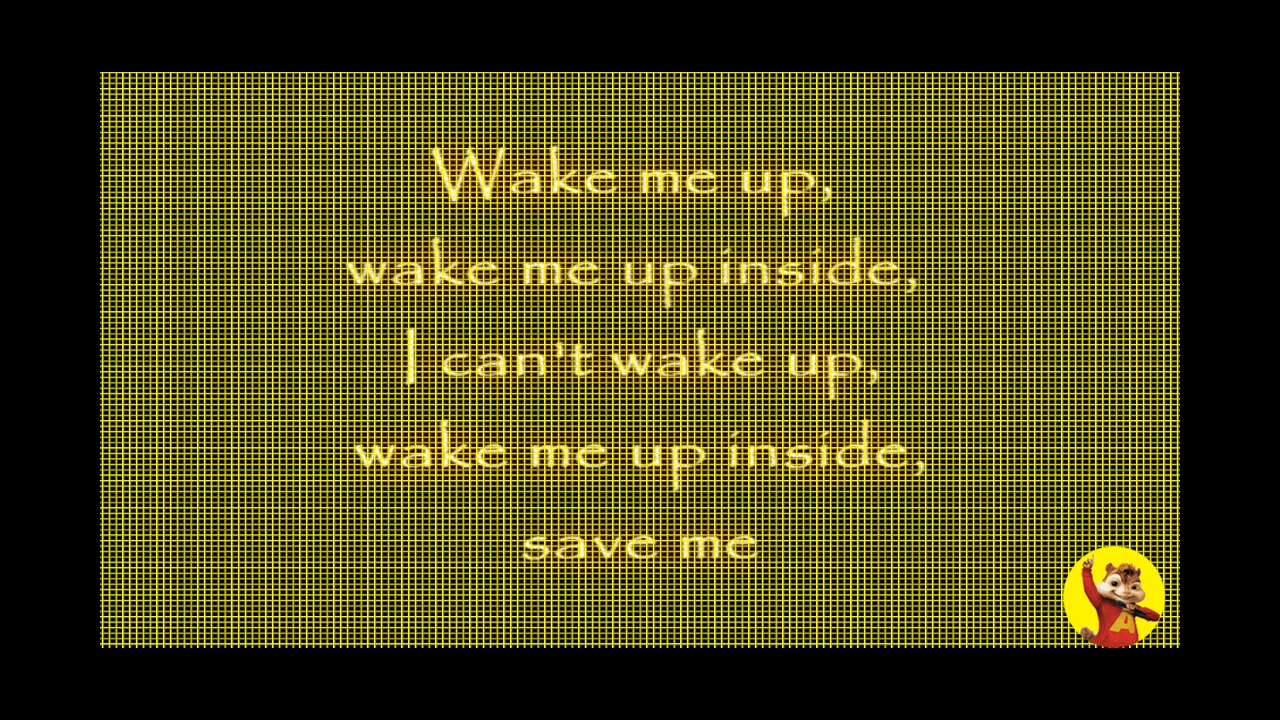 Wake me up,
wake me up inside,
I can't wake up,
wake me up inside,
save me
A